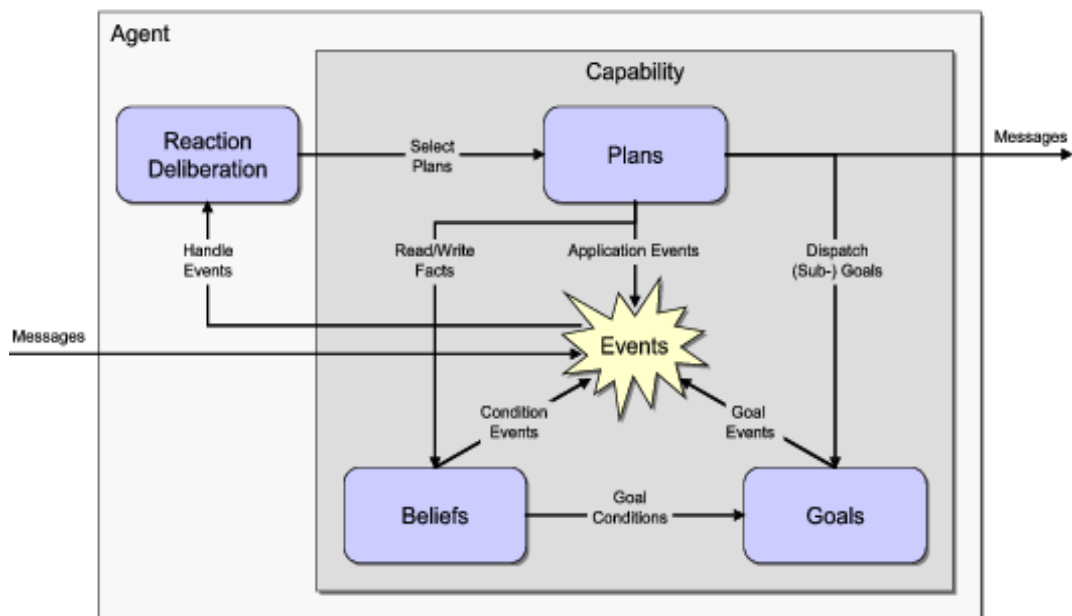 Agent
Capability
Reaction
Deliberation
Select
Plans
Plans
Messages
Handle
Events
Read/Write
Facts
Application Events
Dispatch
(Sub-) Goals
Messages
Events
Condition
Events
Goal
Events
Beliefs
Goal
Conditions
Goals